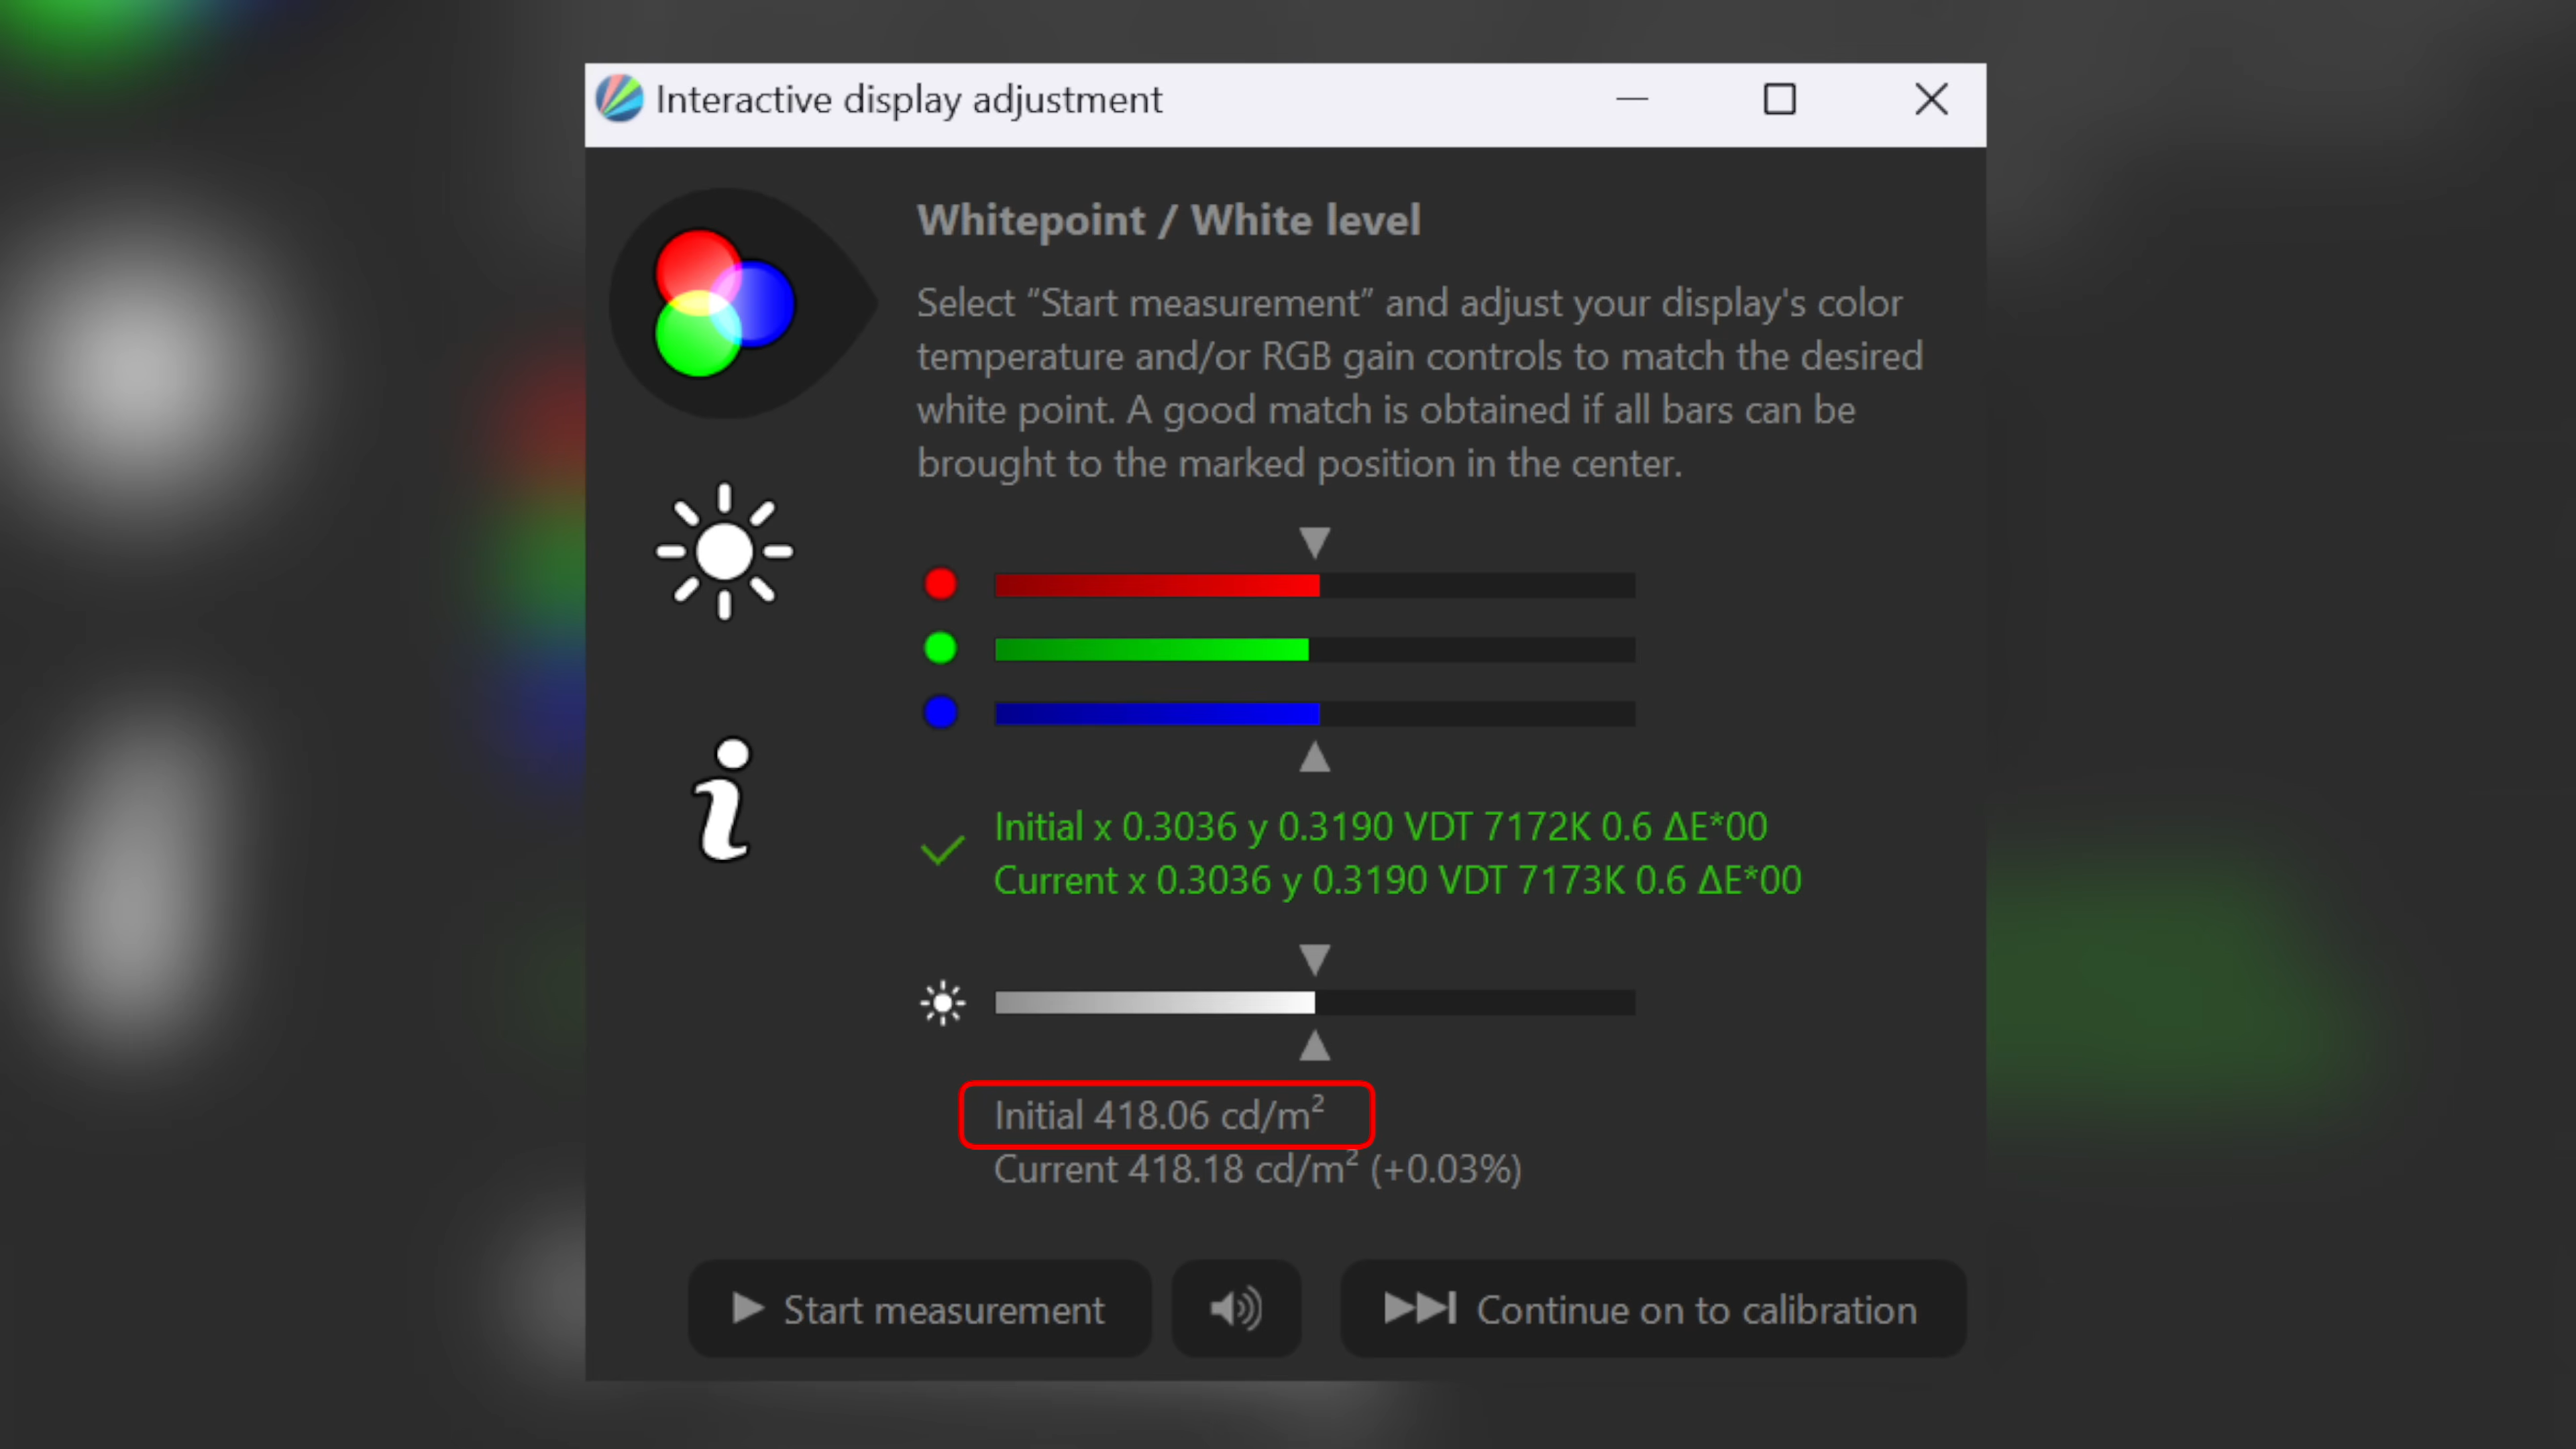 Interactive display adjustment
Whitepoint / White level
Select “Start measurement” and adjust your display's color
temperature and/or RGB gain controls to match the desired
white point. A good match is obtained if all bars can be
brought to the marked position in the center.
Initial x 0.3036 y 0.3190 VDT 7172K 0.6 ΔE*00
Current x 0.3036 y 0.3190 VDT 7173K 0.6 ΔE*00
Initial 418.06 cd/m²
Current 418.18 cd/m² (+0.03%)
Start measurement
Continue on to calibration